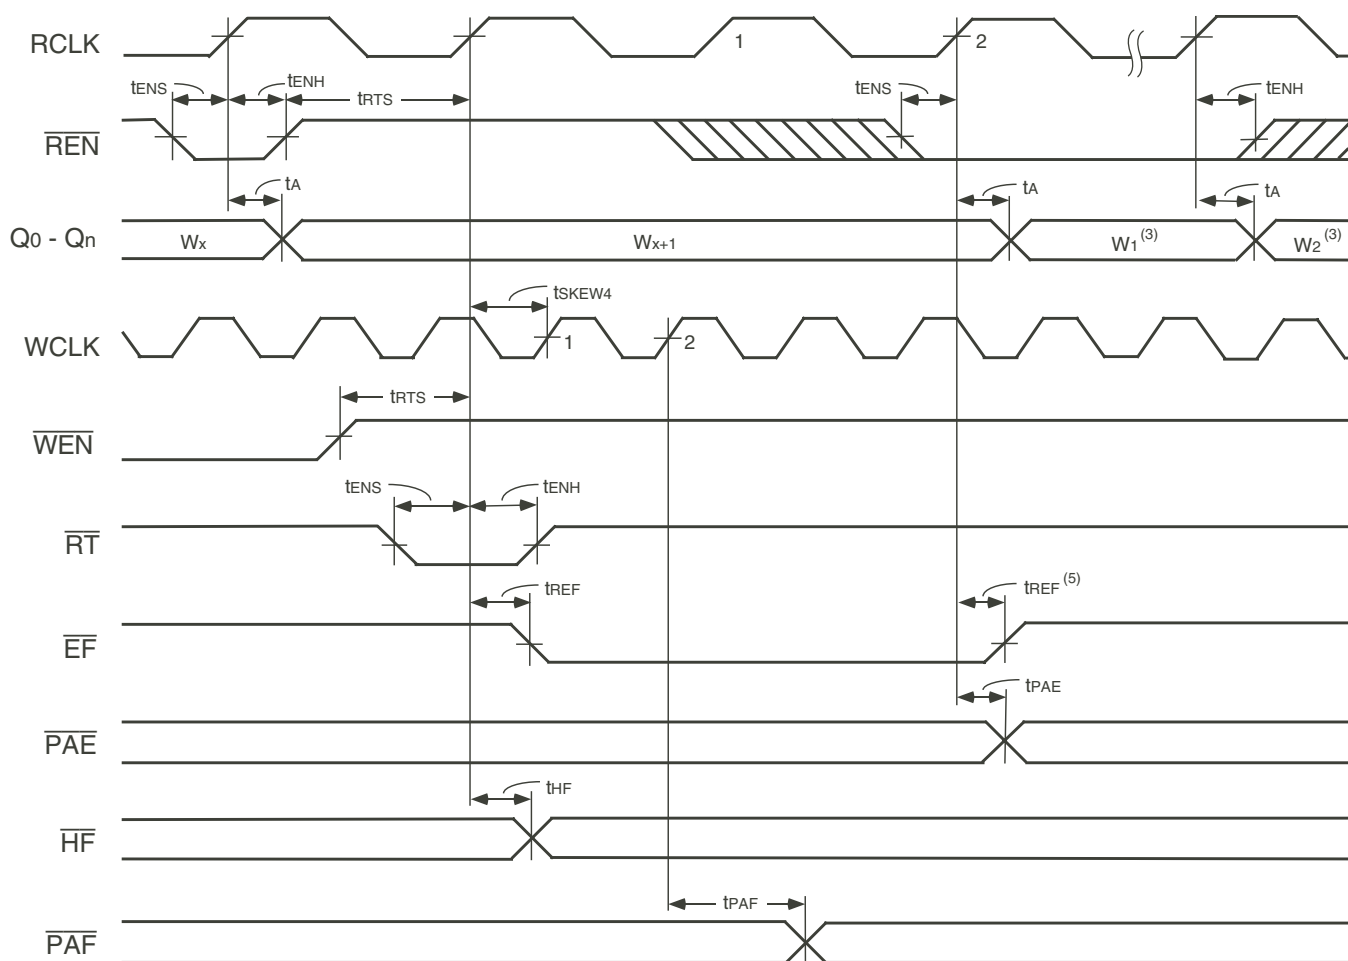 RCLK
1
2
tENS
tENH
tRTS
tENS
tENH
REN
tA
tA
tA
Q0 - Qn
Wx
Wx+1
W1(3)
W2(3)
tSKEW4
WCLK
1
2
tRTS
WEN
tENS
tENH
RT
tREF
tREF(5)
EF
tPAE
PAE
tHF
HF
tPAF
PAF